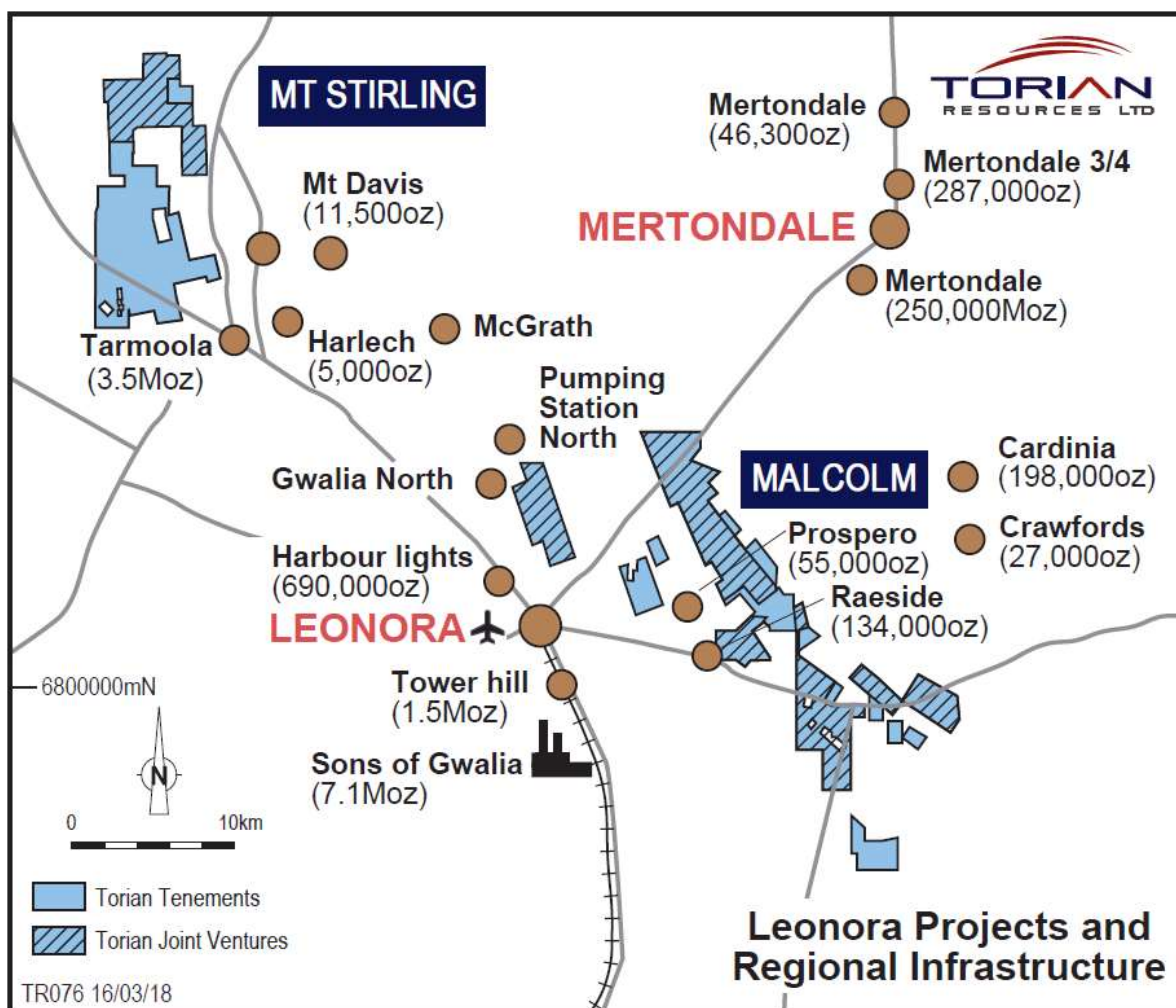 MT STIRLING
TORIAN
RESOURCES LTD
Mertondale
(46,300oz)
Mertondale 3/4
(287,000oz)
Mt Davis
(11,500oz)
MERTONDALE
Mertondale
(250,000Moz)
Tarmoola
(3.5Moz)
Harlech
(5,000oz)
McGrath
Pumping
Station
North
Gwalia North
MALCOLM
Cardinia
(198,000oz)
Prospero
(55,000oz)
Crawfords
(27,000oz)
Harbour lights
(690,000oz)
Raeside
(134,000oz)
LEONORA
6800000mN
Tower hill
(1.5Moz)
Sons of Gwalia
(7.1Moz)
N
0 10km
Torian Tenements
Torian Joint Ventures
Leonora Projects and
Regional Infrastructure
TR076 16/03/18